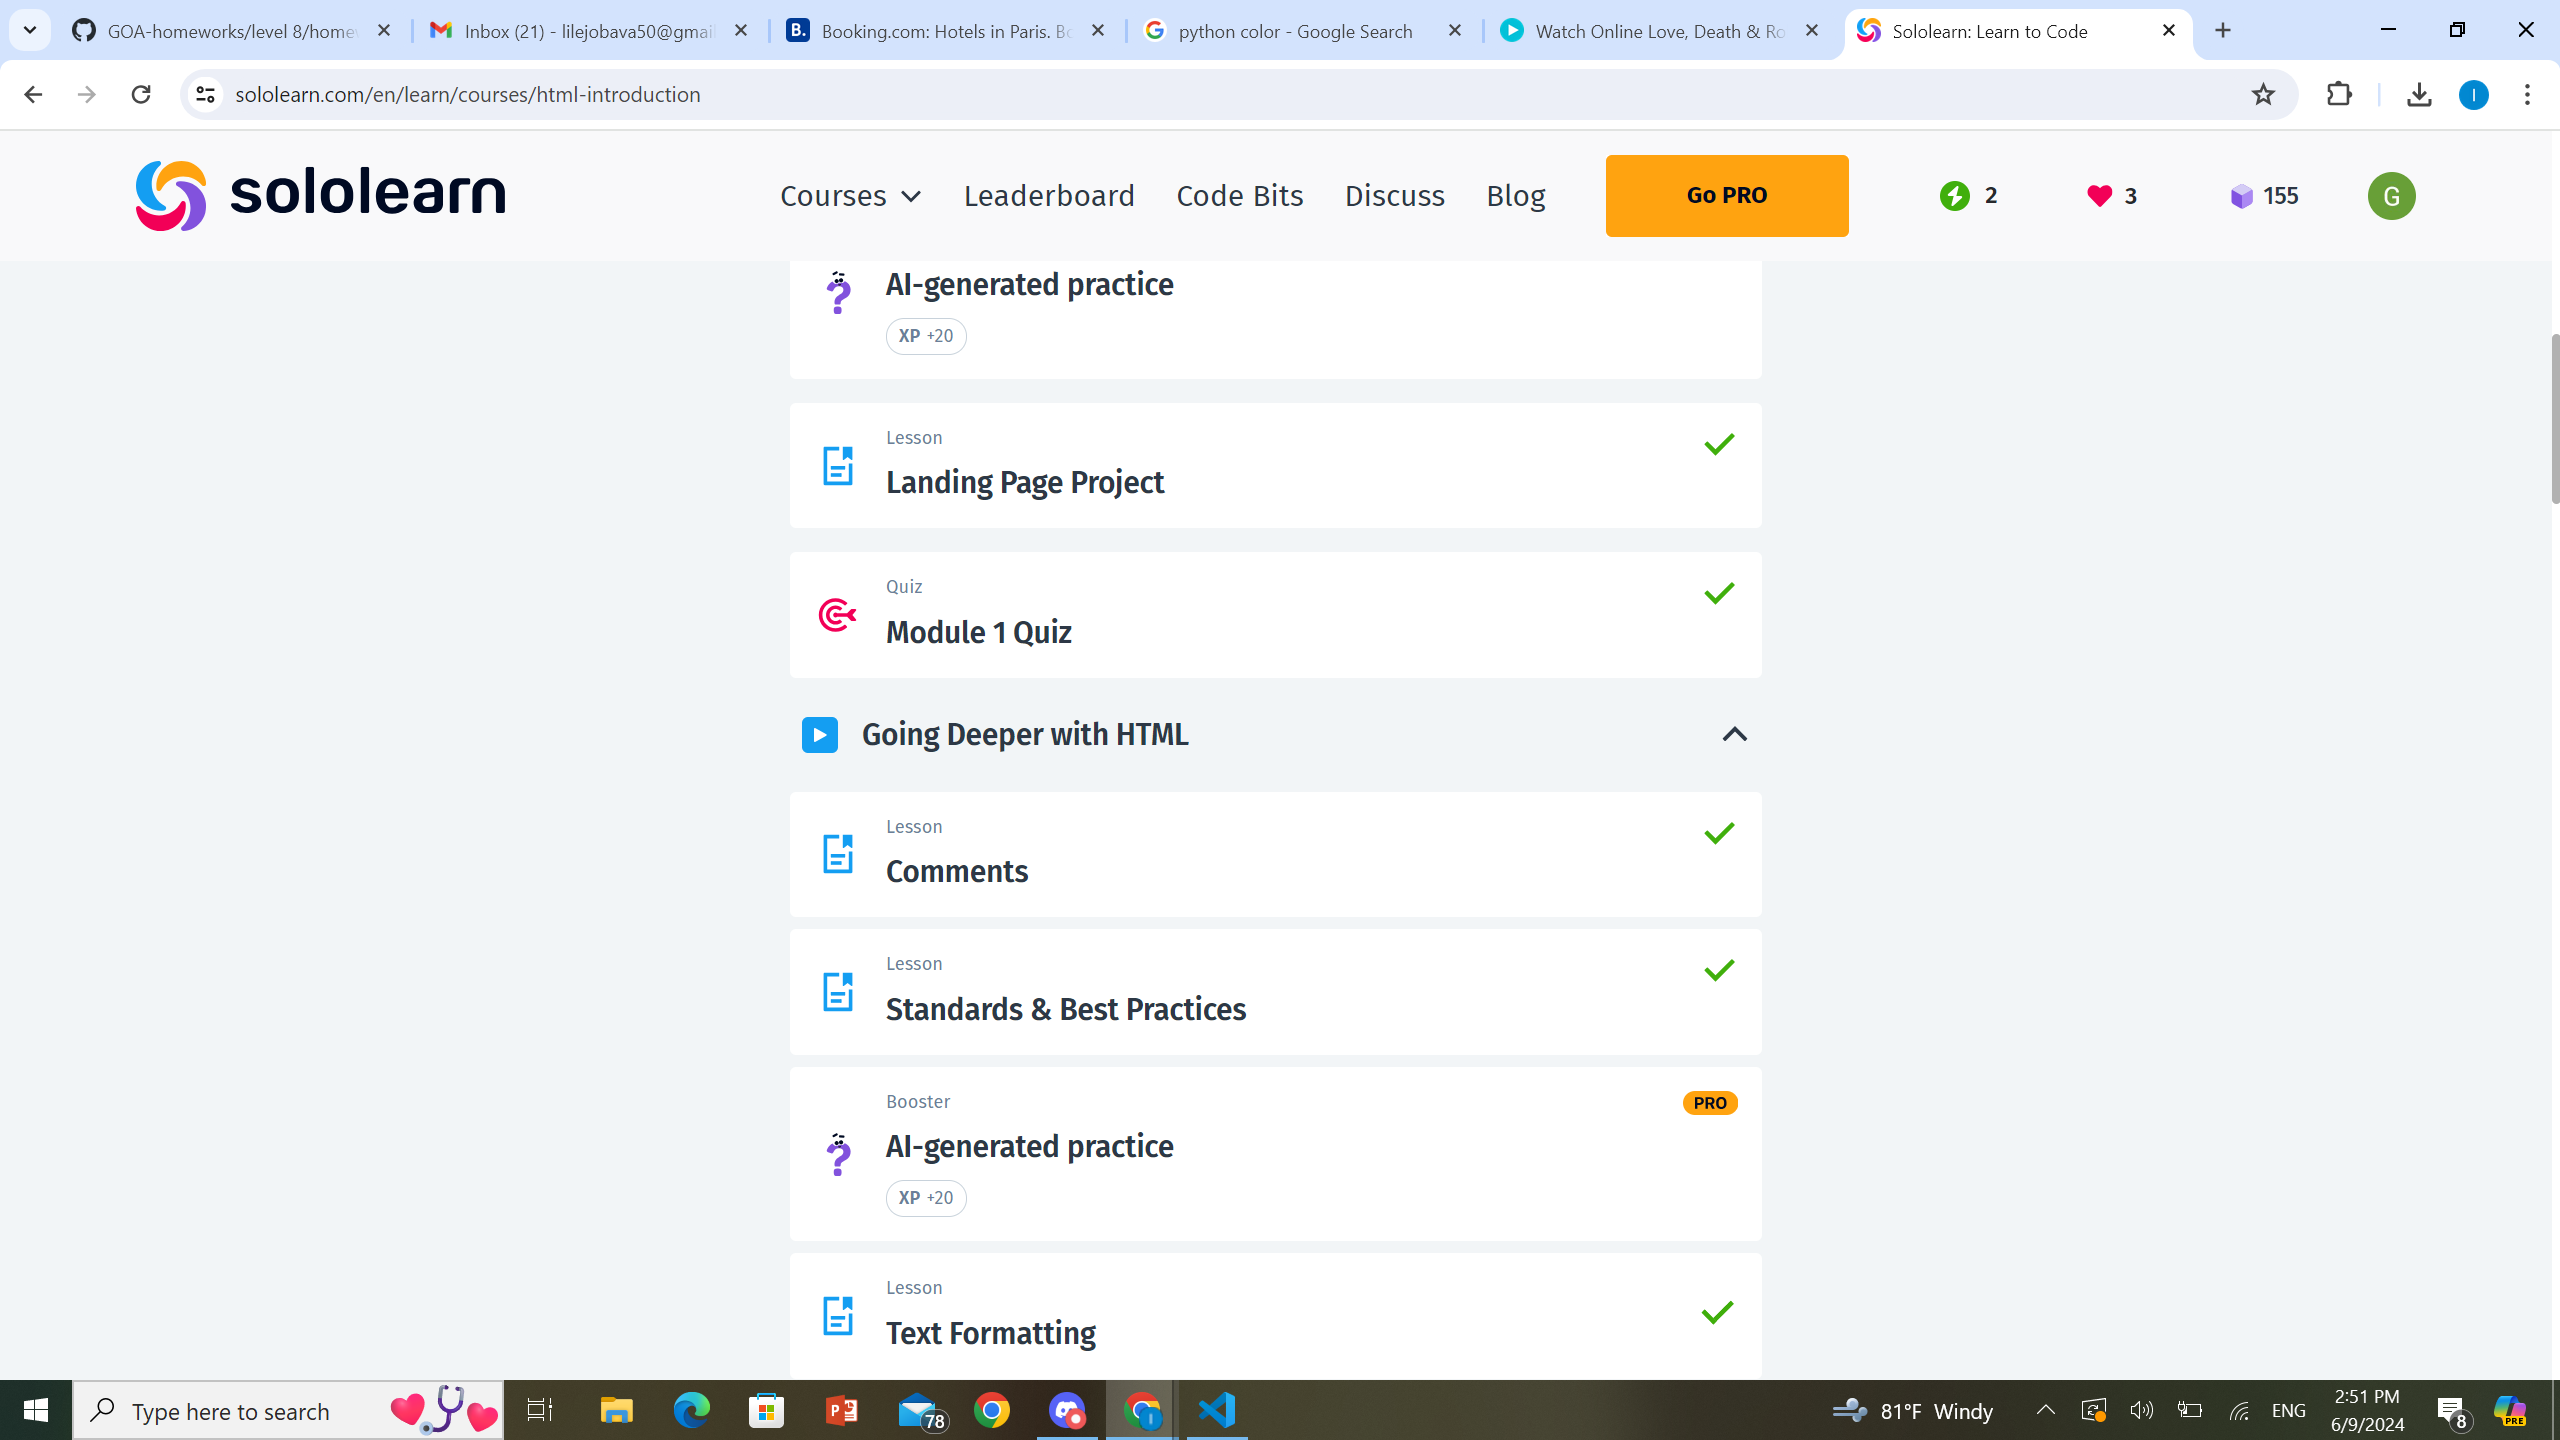 GOA-homeworks/level 8/home
Inbox (21) - lilejobava50@gmail
Booking.com: Hotels in Paris. Bo
python color - Google Search
Watch Online Love, Death & Ro
Sololearn: Learn to Code
sololearn.com/en/learn/courses/html-introduction
I
sololearn
Courses
Leaderboard
Code Bits
Discuss
Blog
Go PRO
2
3
155
G
AI-generated practice
XP +20
Lesson
Landing Page Project
Quiz
Module 1 Quiz
Going Deeper with HTML
Lesson
Comments
Lesson
Standards & Best Practices
Booster
PRO
AI-generated practice
XP +20
Lesson
Text Formatting
Type here to search
78
81°F Windy
ENG
2:51 PM
6/9/2024
8
PRE